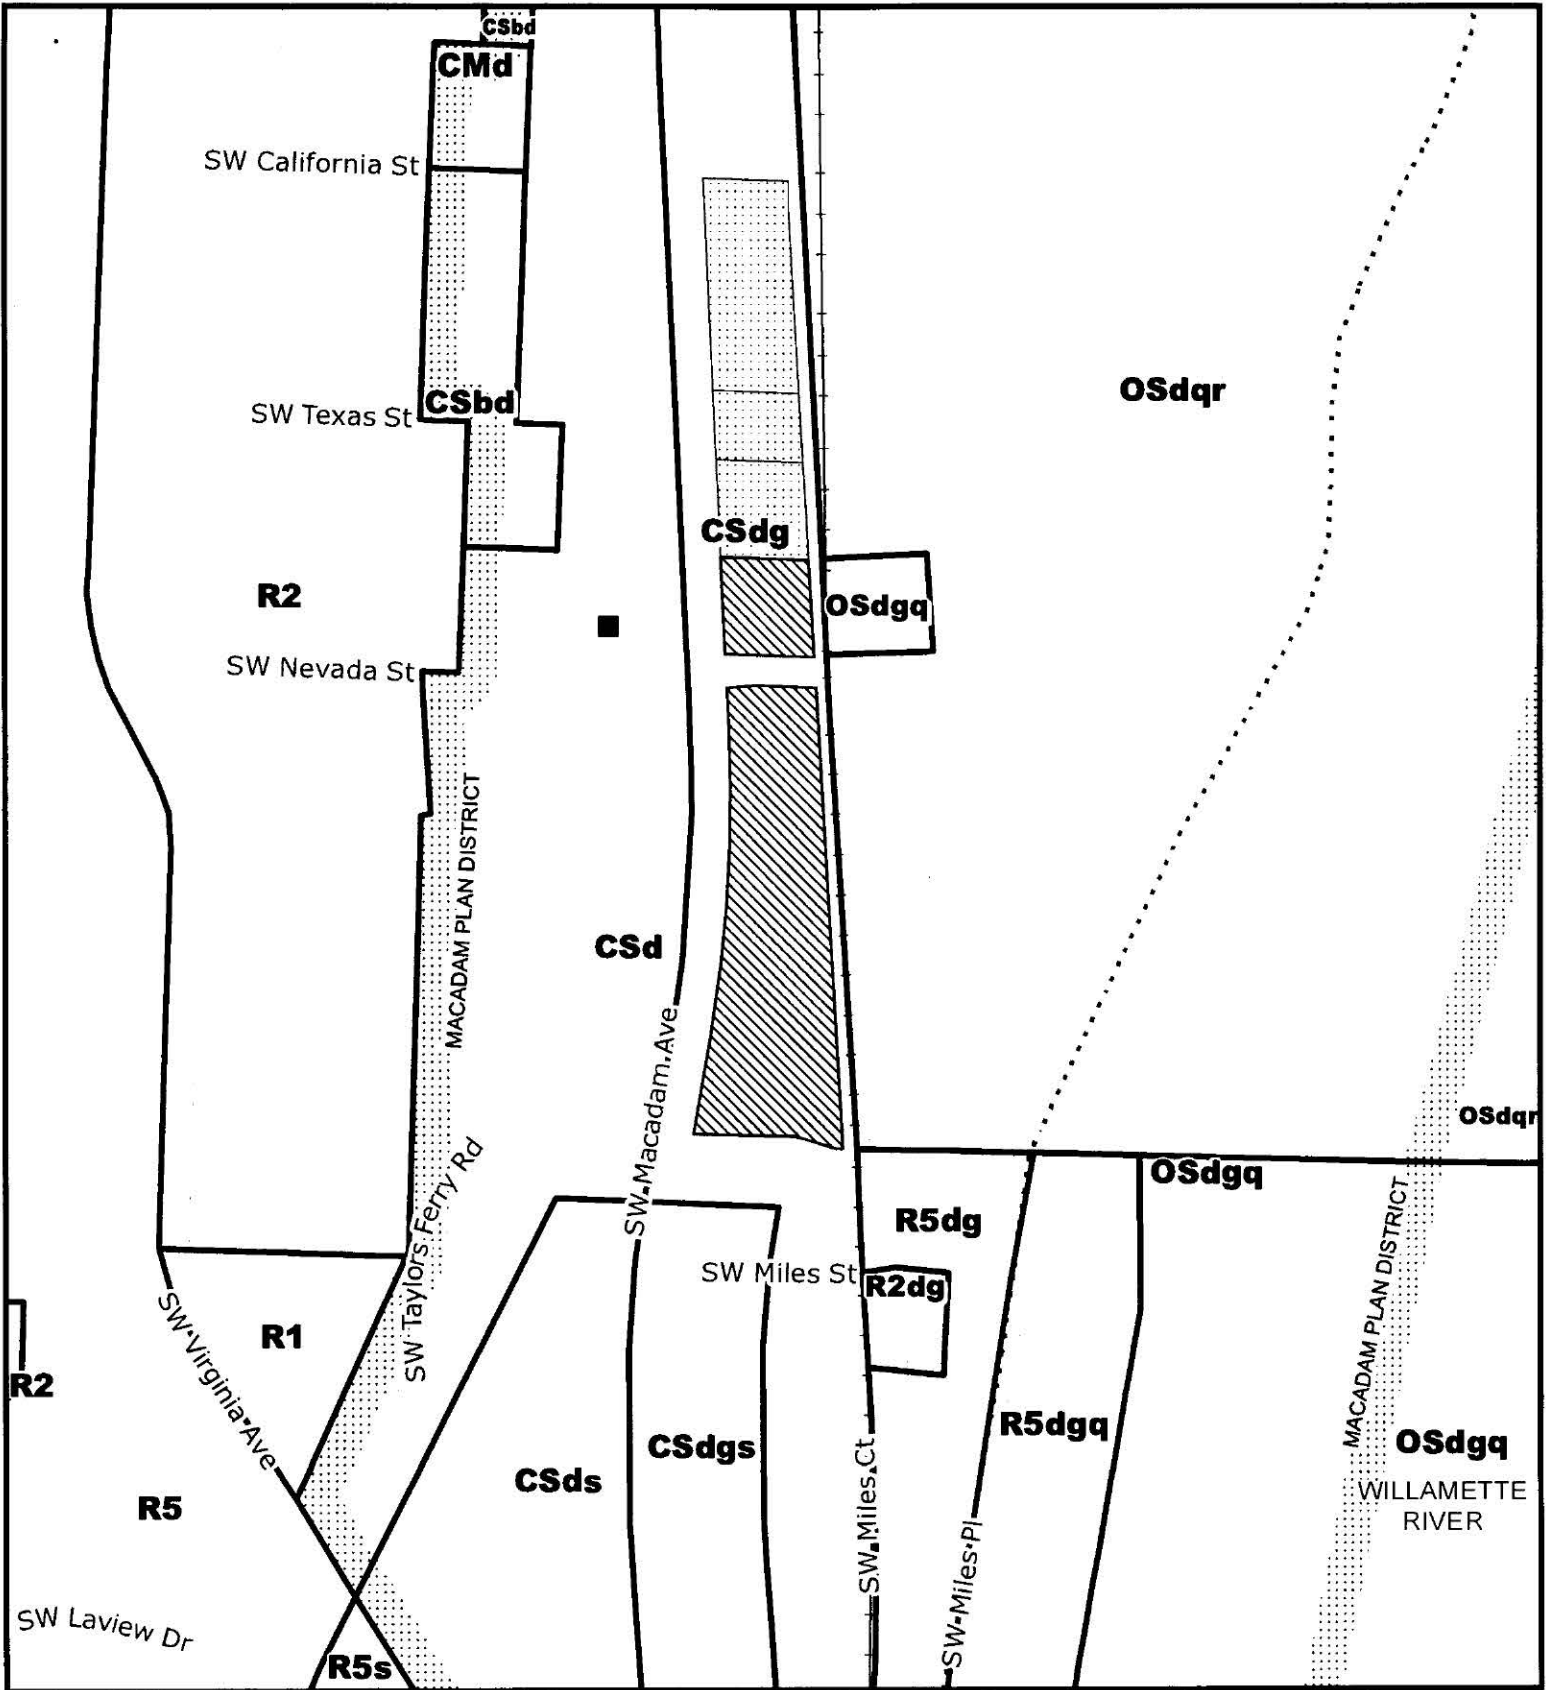 CSbd
CMd
SW California St
OSdqr
CSbd
SW Texas St
CSdg
R2
OSdgq
SW Nevada St
MACADAM PLAN DISTRICT
CSd
SW Macadam Ave
OSdqr
SW Taylors Ferry Rd
OSdgq
R5dg
MACADAM PLAN DISTRICT
SW Miles St
R2dg
SW Virginia Ave
R1
R2
R5dgq
CSdgs
OSdgq
CSds
SW Miles Ct
WILLAMETTE
RIVER
R5
SW Miles Pl
SW Laview Dr
R5s